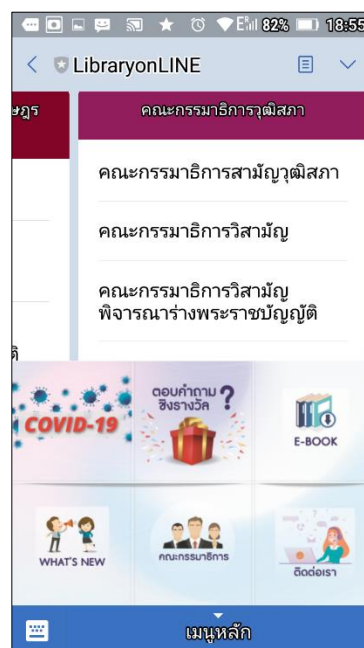 82% 18:55
LibraryonLINE
คณะกรรมาธิการวุฒิสภา
คณะกรรมาธิการสามัญวุฒิสภา
คณะกรรมาธิการวิสามัญ
คณะกรรมาธิการวิสามัญ
พิจารณาร่างพระราชบัญญัติ
COVID-19
ตอบคำถาม ?
ชิงรางวัล
E-BOOK
WHAT'S NEW
คณะกรรมาธิการ
ติดต่อเรา
เมนูหลัก